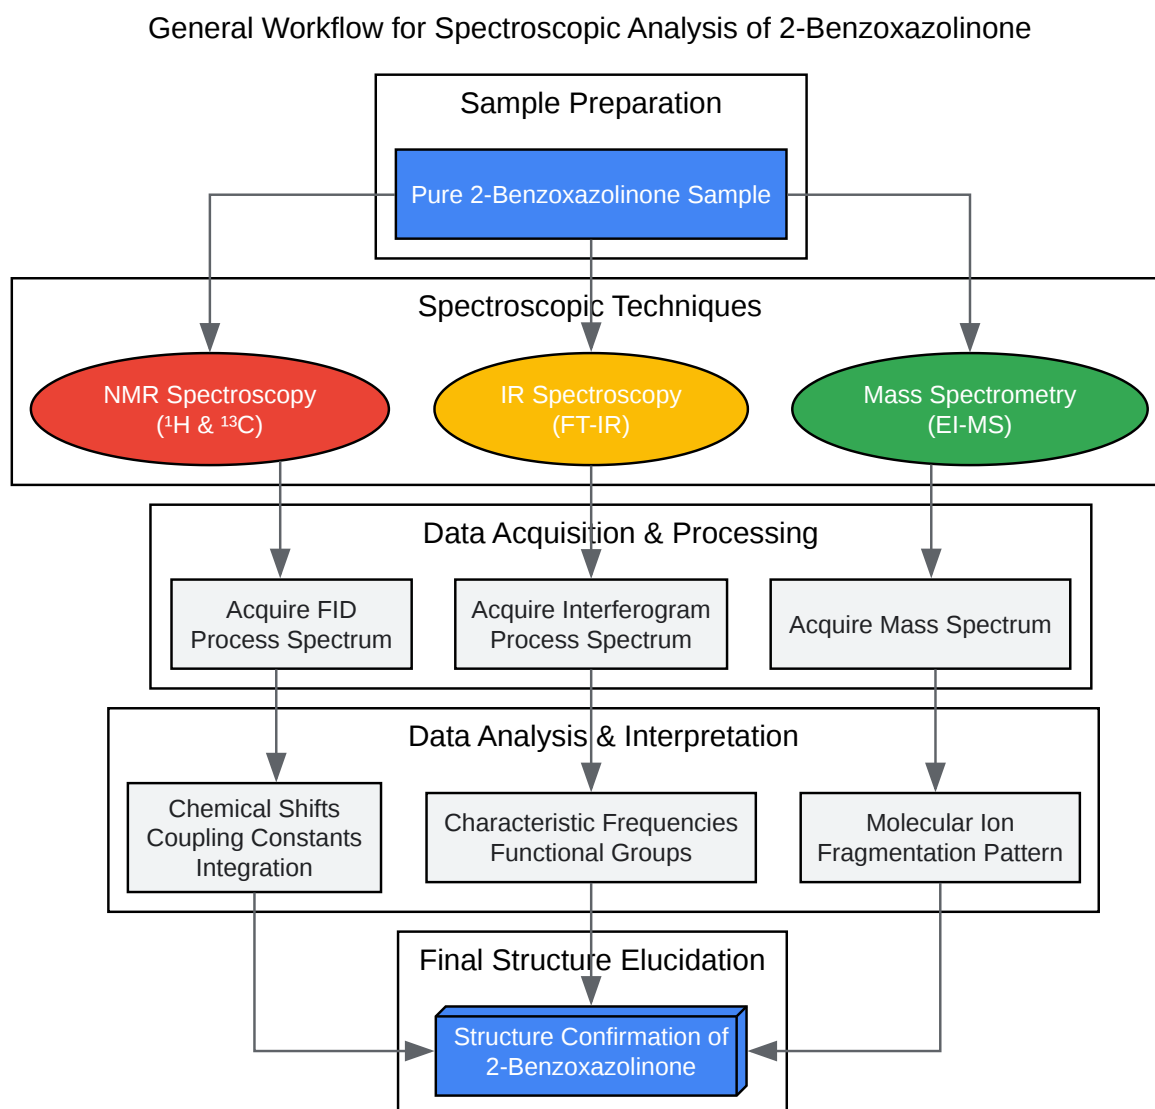 General Workflow for Spectroscopic Analysis of 2-Benzoxazolinone
Sample Preparation
Pure 2-Benzoxazolinone Sample
Spectroscopic Techniques
NMR Spectroscopy
(¹H & ¹³C)
IR Spectroscopy
(FT-IR)
Mass Spectrometry
(EI-MS)
Data Acquisition & Processing
Acquire FID
Process Spectrum
Acquire Interferogram
Process Spectrum
Acquire Mass Spectrum
Data Analysis & Interpretation
Chemical Shifts
Coupling Constants
Integration
Characteristic Frequencies
Functional Groups
Molecular Ion
Fragmentation Pattern
Final Structure Elucidation
Structure Confirmation of
2-Benzoxazolinone